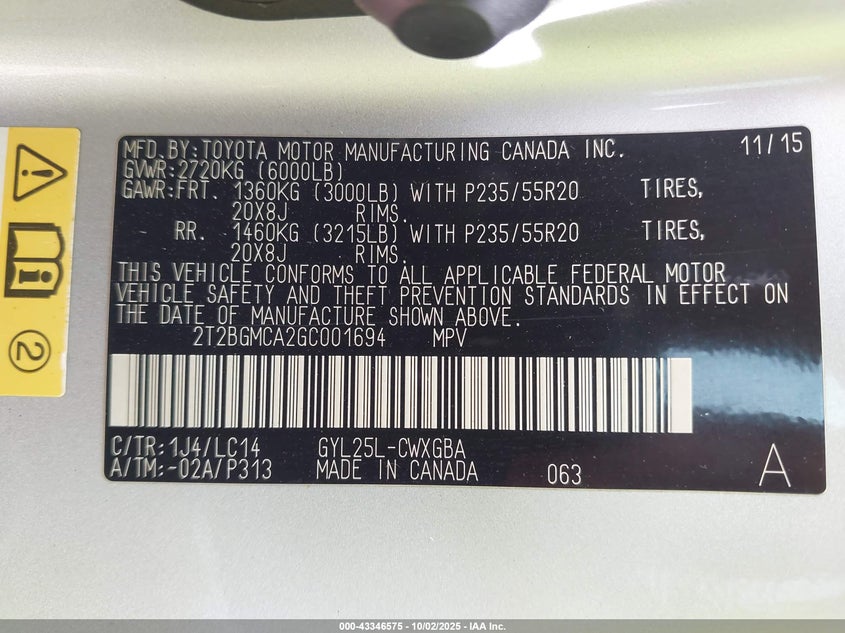 MFD.BY:TOYOTA MOTOR MANUFACTURING CANADA INC. 11/15
GVWR:2720KG (6000LB)
GAWR:FRT. 1360KG (3000LB) WITH P235/55R20 TIRES,
20X8J RIMS.
RR. 1460KG (3215LB) WITH P235/55R20 TIRES,
20X8J RIMS.
THIS VEHICLE CONFORMS TO ALL APPLICABLE FEDERAL MOTOR
VEHICLE SAFETY AND THEFT PREVENTION STANDARDS IN EFFECT ON
THE DATE OF MANUFACTURE SHOWN ABOVE.
2T2BGMCA2GC001694 MPV
C/TR:1J4/LC14 GYL25L-CWXGBA
A/TM:-02A/P313 MADE IN CANADA 063 A
2
000-43346575 - 10/02/2025 - IAA Inc.